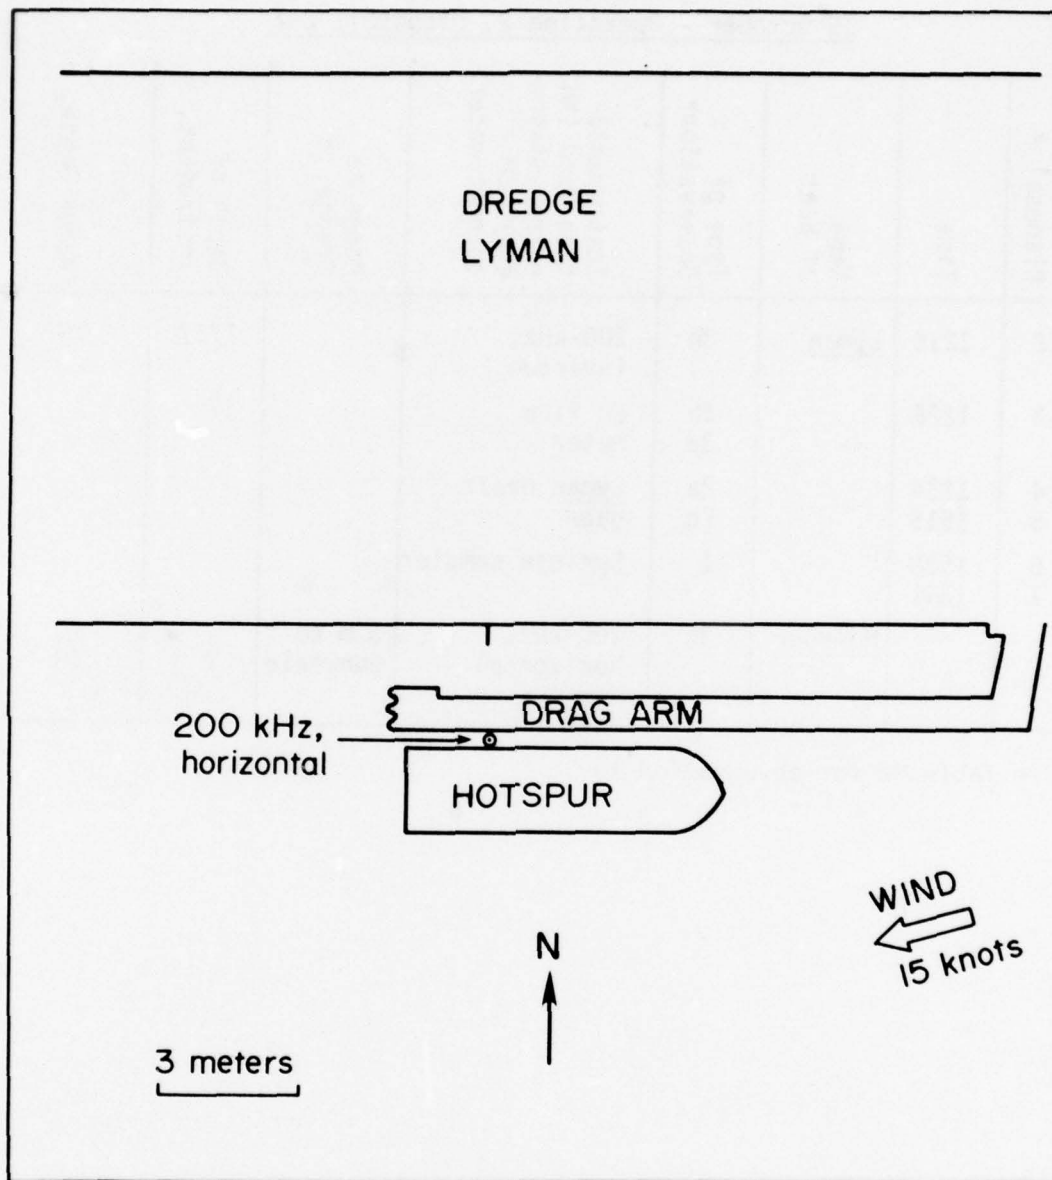 DREDGE
LYMAN
DRAG ARM
200 kHz,
horizontal
HOTSPUR
WIND
15 knots
N
3 meters